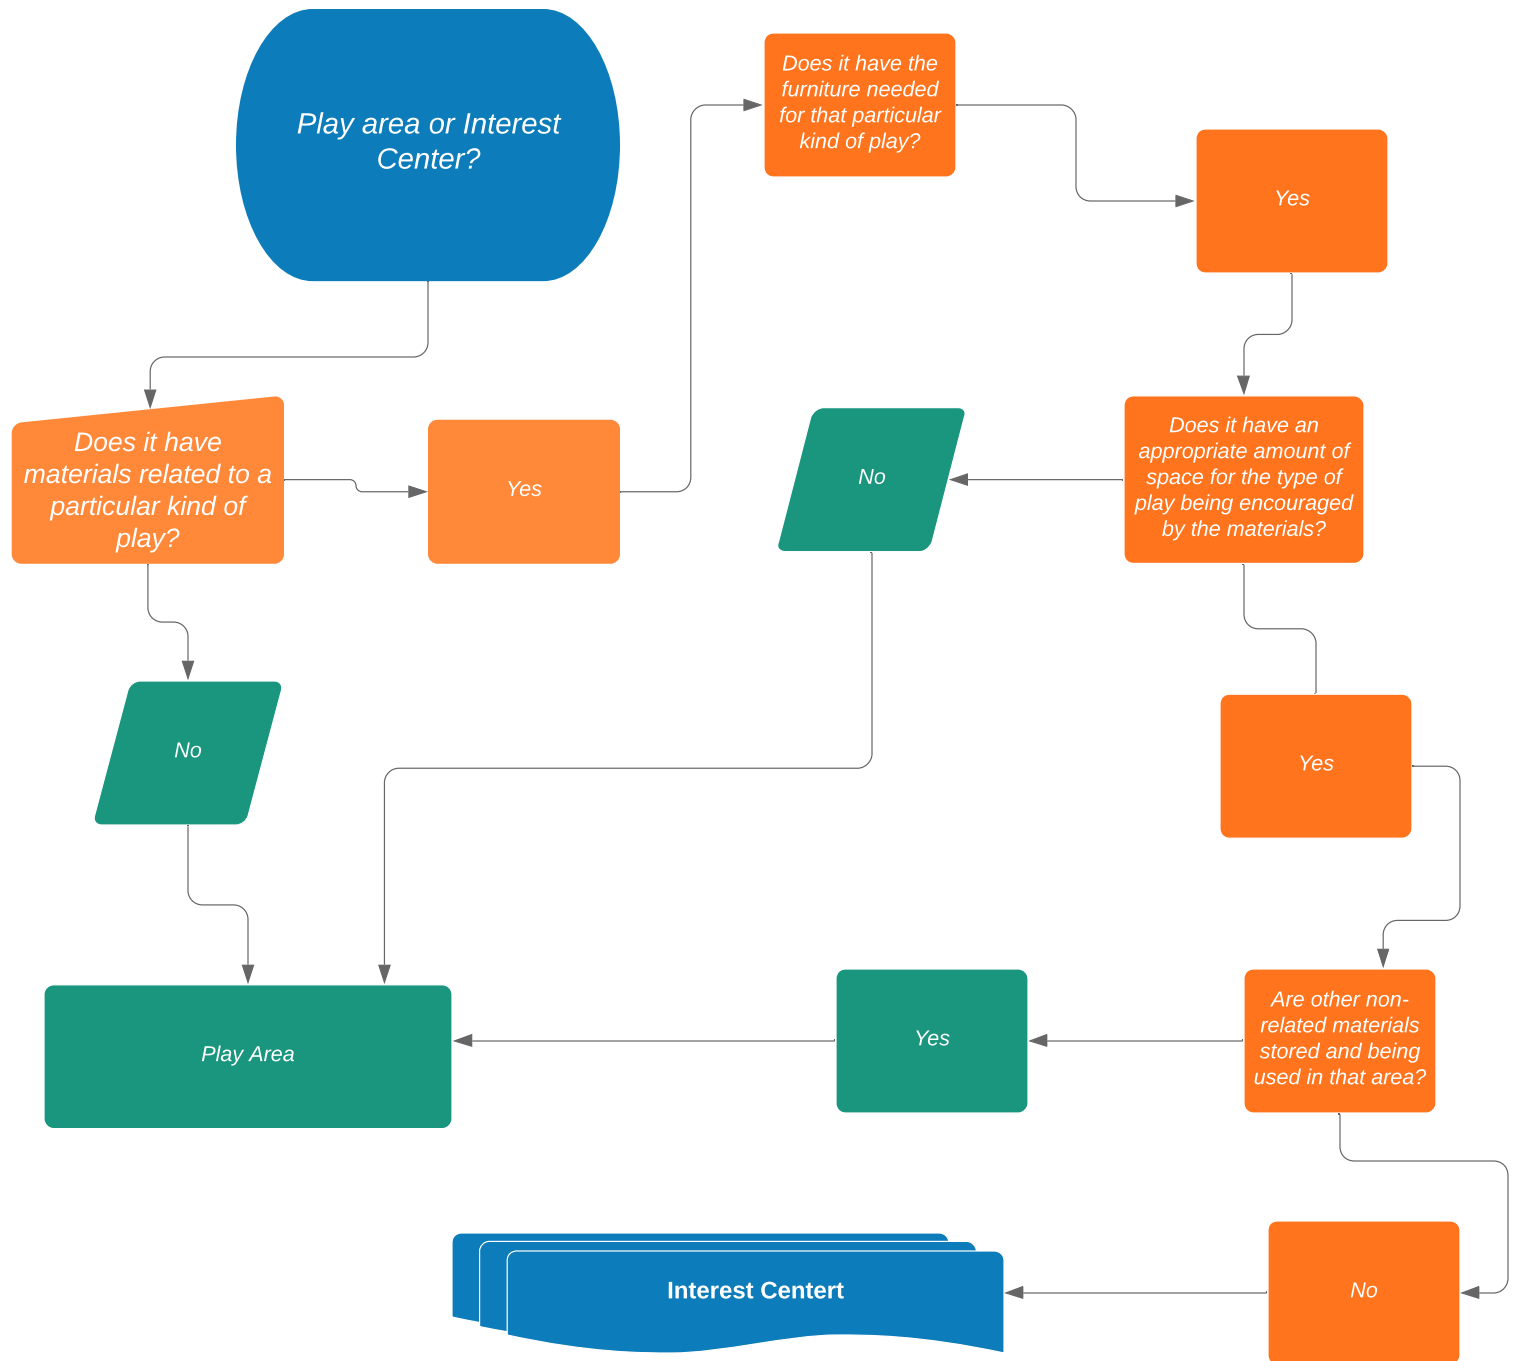 Play area or Interest
Center?
Does it have the
furniture needed
for that particular
kind of play?
Yes
Does it have
materials related to a
particular kind of
play?
Yes
No
Does it have an
appropriate amount of
space for the type of
play being encouraged
by the materials?
No
Yes
Play Area
Yes
Are other non-
related materials
stored and being
used in that area?
Interest Centert
No